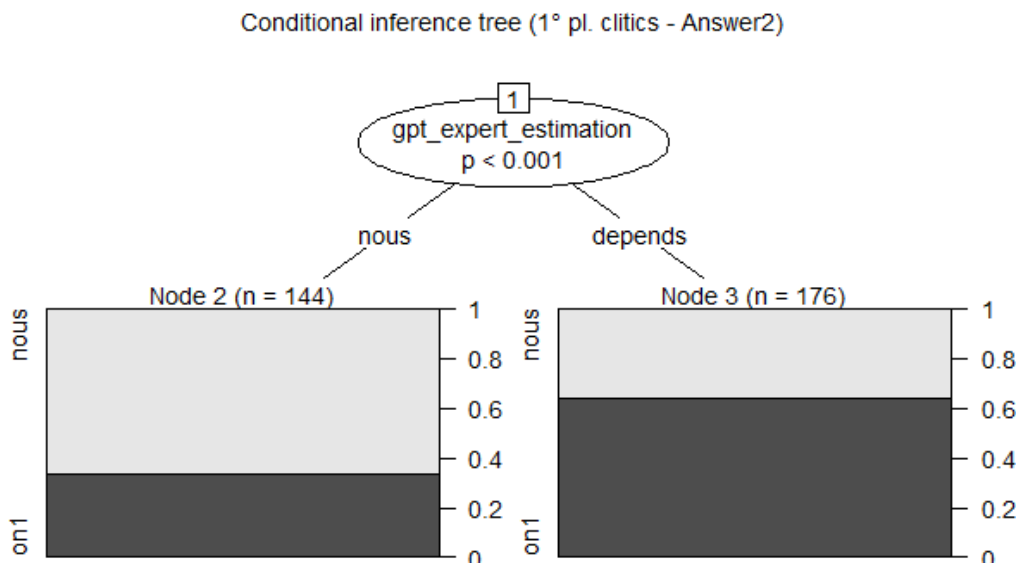 Conditional inference tree (1° pl. clitics - Answer2)
1
gpt_expert_estimation
p < 0.001
nous
depends
Node 2 (n = 144)
nous
on1
1
0.8
0.6
0.4
0.2
0
Node 3 (n = 176)
nous
on1
1
0.8
0.6
0.4
0.2
0